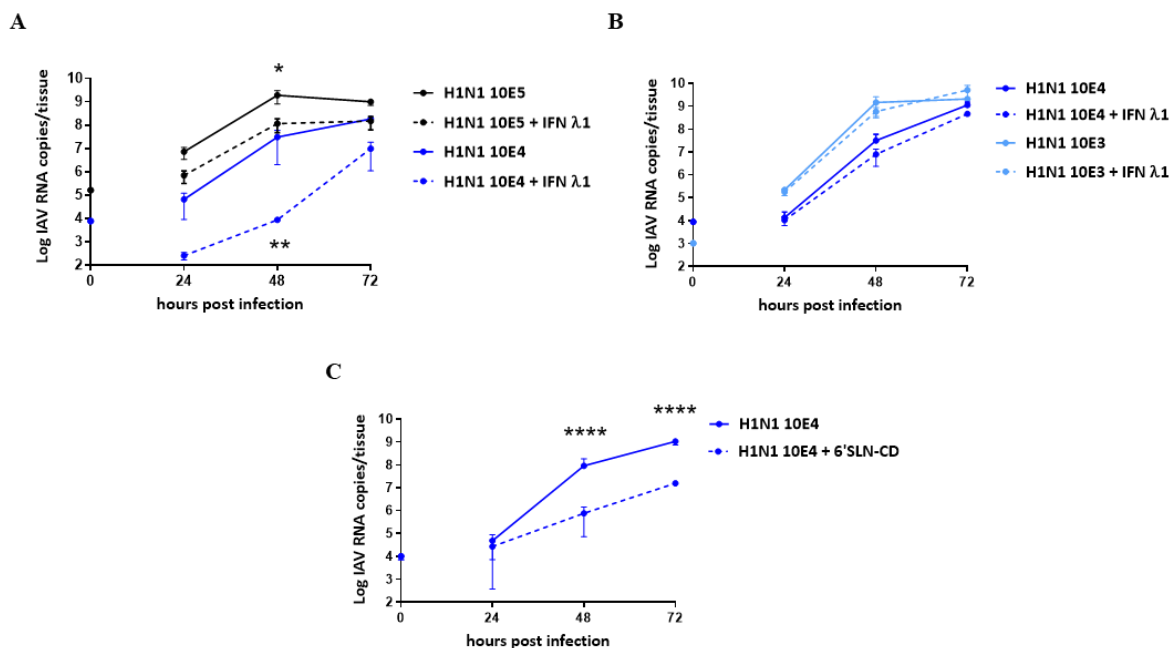 A
Log IAV RNA copies/tissue
10
9
8
7
6
5
4
3
2
0
24
48
72
hours post infection
*
**
H1N1 10E5
H1N1 10E5 + IFN λ1
H1N1 10E4
H1N1 10E4 + IFN λ1
B
Log IAV RNA copies/tissue
10
9
8
7
6
5
4
3
2
0
24
48
72
hours post infection
H1N1 10E4
H1N1 10E4 + IFN λ1
H1N1 10E3
H1N1 10E3 + IFN λ1
C
Log IAV RNA copies/tissue
10
9
8
7
6
5
4
3
2
0
24
48
72
hours post infection
****
****
H1N1 10E4
H1N1 10E4 + 6'SLN-CD